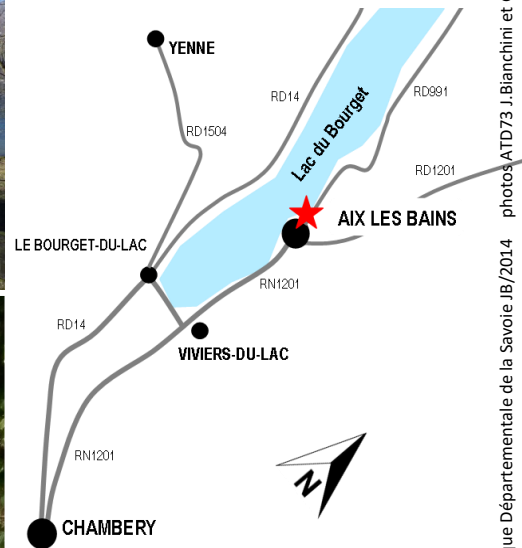 YENNE
RD14
RD991
RD1504
Lac du Bourget
RD1201
AIX LES BAINS
LE BOURGET-DU-LAC
RN1201
RD14
VIVIERS-DU-LAC
RN1201
N
CHAMBERY
que Départementale de la Savoie JB/2014 photos ATD73 J.Bianchini et